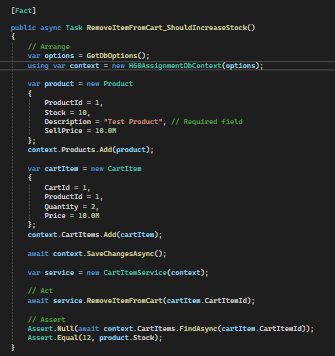 [Fact]
public async Task RemoveItemFromCart_ShouldIncreaseStock()
{
// Arrange
var options = GetDbOptions();
using var context = new H60AssignmentDbContext(options);
var product = new Product
{
ProductId = 1,
Stock = 10,
Description = "Test Product", // Required field
SellPrice = 10.0M
};
context.Products.Add(product);
var cartItem = new CartItem
{
CartId = 1,
ProductId = 1,
Quantity = 2,
Price = 10.0M
};
context.CartItems.Add(cartItem);
await context.SaveChangesAsync();
var service = new CartItemService(context);
// Act
await service.RemoveItemFromCart(cartItem.CartItemId);
// Assert
Assert.Null(await context.CartItems.FindAsync(cartItem.CartItemId));
Assert.Equal(12, product.Stock);
}